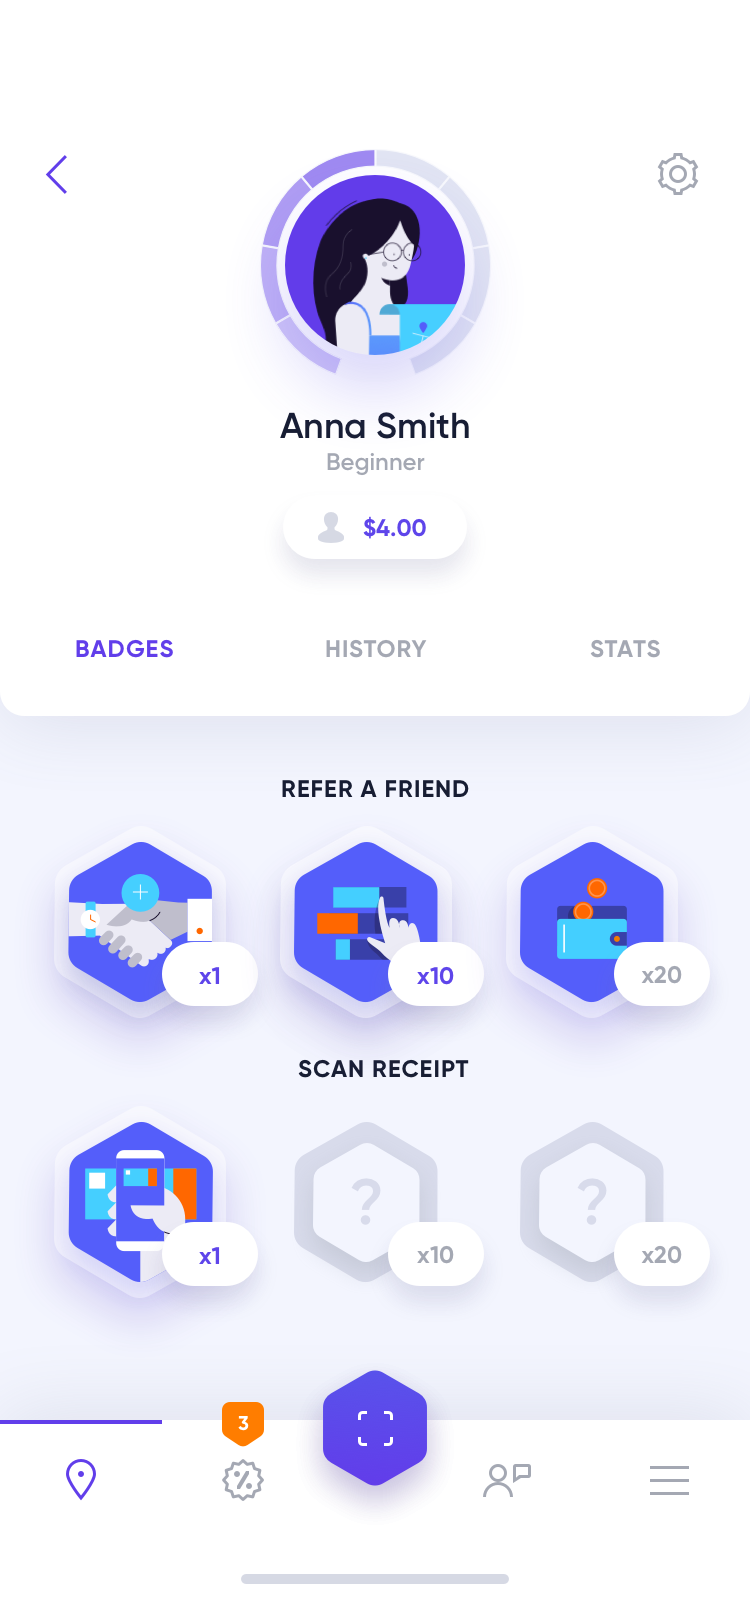 Anna Smith
Beginner
$4.00
BADGES HISTORY STATS
REFER A FRIEND
x1 x10 x20
SCAN RECEIPT
? ?
x1 x10 x20
3